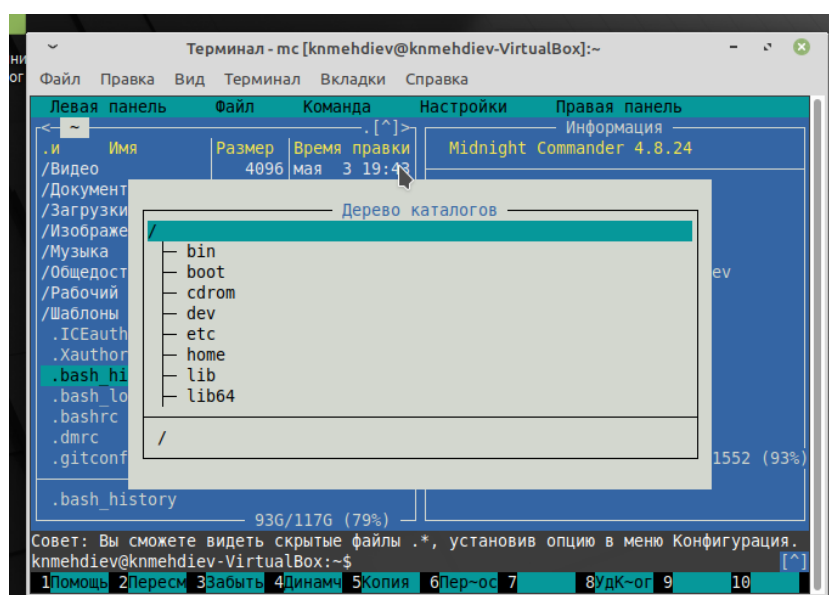 ни
ог
Терминал - mc [knmehdiev@knmehdiev-VirtualBox]:~
Файл Правка Вид Терминал Вкладки Справка
Левая панель Файл Команда Настройки Правая панель
<─ ~ .[^]> Информация
.и Имя Размер Время правки Midnight Commander 4.8.24
/Видео 4096 мая 3 19:43
/Документ
/Загрузки Дерево каталогов
/Изображе /
/Музыка bin
/Общедост boot ev
/Рабочий cdrom
/Шаблоны dev
.ICEauth etc
.Xauthor home
.bash_hi lib
.bash_lo lib64
.bashrc
.dmrc /
.gitconf 1552 (93%)
.bash_history
93G/117G (79%)
Совет: Вы сможете видеть скрытые файлы .*, установив опцию в меню Конфигурация.
knmehdiev@knmehdiev-VirtualBox:~$ [^]
1Помощь 2Пересм 3Забыть 4Динамч 5Копия 6Пер~ос 7 8УдК~ог 9 10